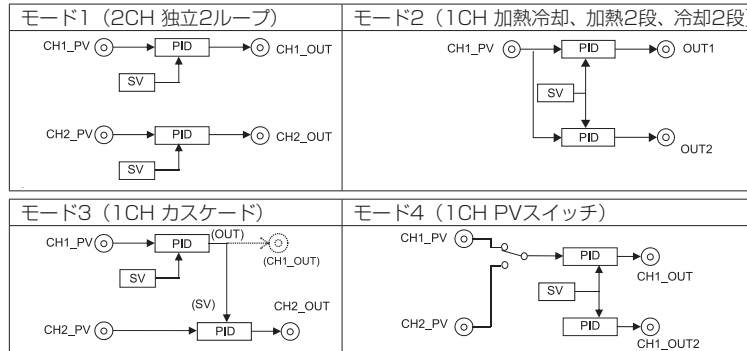 モード1（2CH 独立2ループ）
CH1_PV
PID
CH1_OUT
SV
CH2_PV
PID
CH2_OUT
SV
モード2（1CH 加熱冷却、加熱2段、冷却2段）
CH1_PV
PID
OUT1
SV
PID
OUT2
モード3（1CH カスケード）
CH1_PV
PID
(OUT)
(CH1_OUT)
SV
(SV)
CH2_OUT
CH2_PV
PID
モード4（1CH PVスイッチ）
CH1_PV
PID
CH1_OUT
SV
CH2_PV
PID
CH1_OUT2